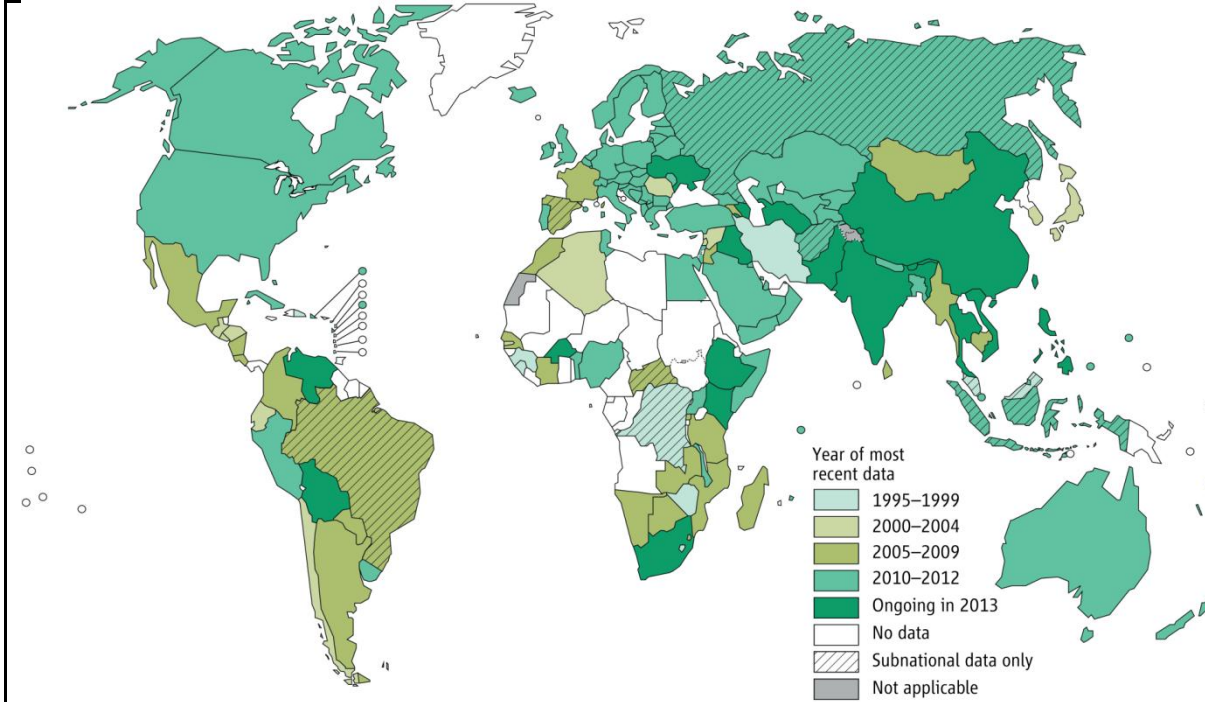 Year of most
recent data
1995–1999
2000–2004
2005–2009
2010–2012
Ongoing in 2013
No data
Subnational data only
Not applicable